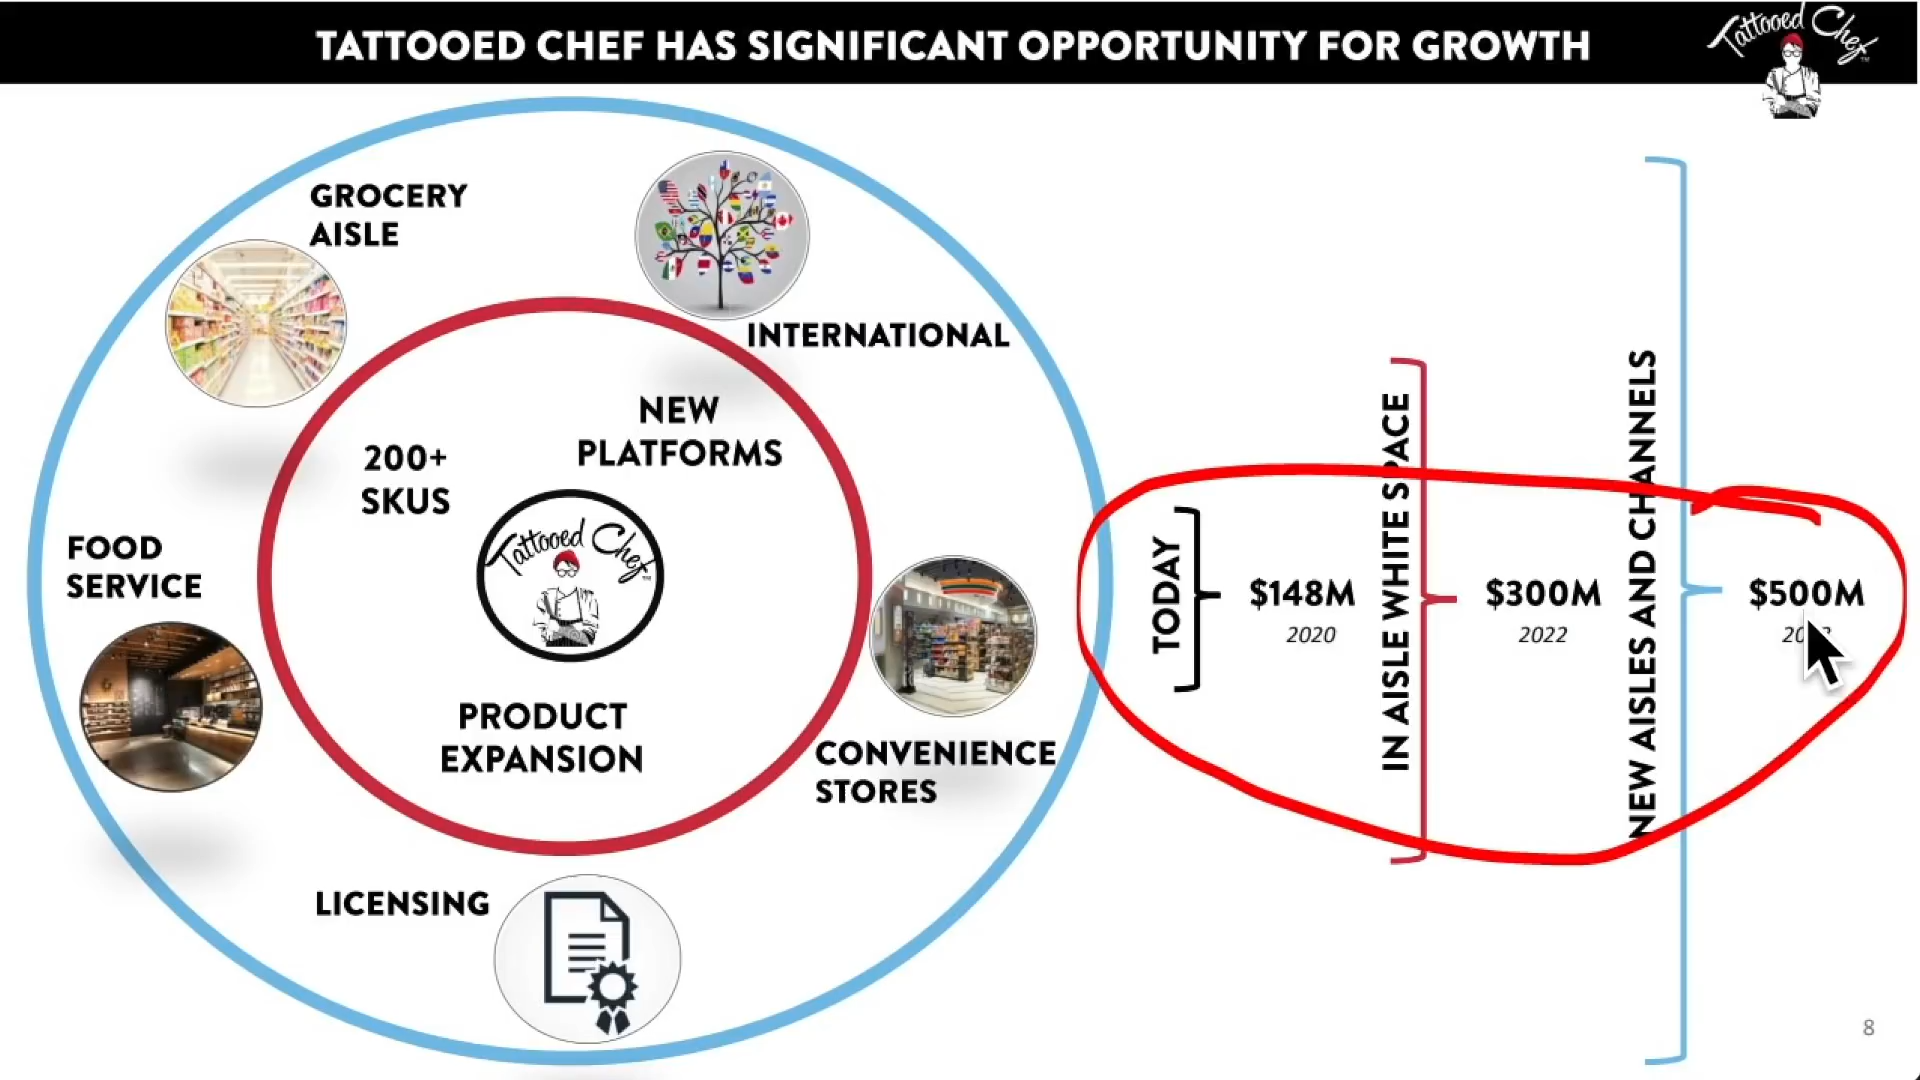 TATTOOED CHEF HAS SIGNIFICANT OPPORTUNITY FOR GROWTH
Tattooed Chef
TM
GROCERY
AISLE
INTERNATIONAL
NEW
PLATFORMS
200+
SKUS
FOOD
SERVICE
Tattooed Chef
TM
PRODUCT
EXPANSION
CONVENIENCE
STORES
LICENSING
TODAY
$148M
2020
IN AISLE WHITE SPACE
$300M
2022
NEW AISLES AND CHANNELS
$500M
8